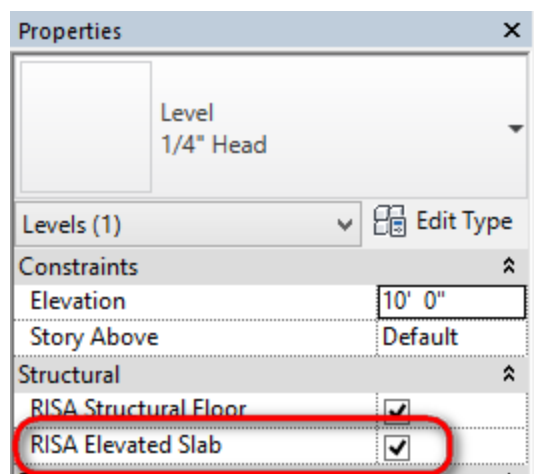 Properties
Level
1/4" Head
Levels (1)
Edit Type
Constraints
Elevation 10' 0"
Story Above Default
Structural
RISA Structural Floor
RISA Elevated Slab